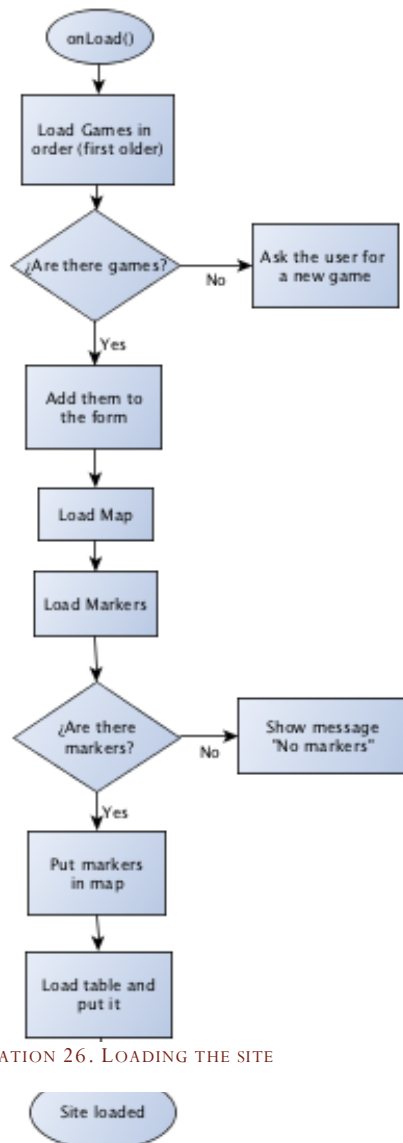 onLoad()
Load Games in
order (first older)
¿Are there games?
No
Ask the user for
a new game
Yes
Add them to
the form
Load Map
Load Markers
¿Are there
markers?
No
Show message
"No markers"
Yes
Put markers
in map
Load table and
put it
ATION 26. LOADING THE SITE
Site loaded